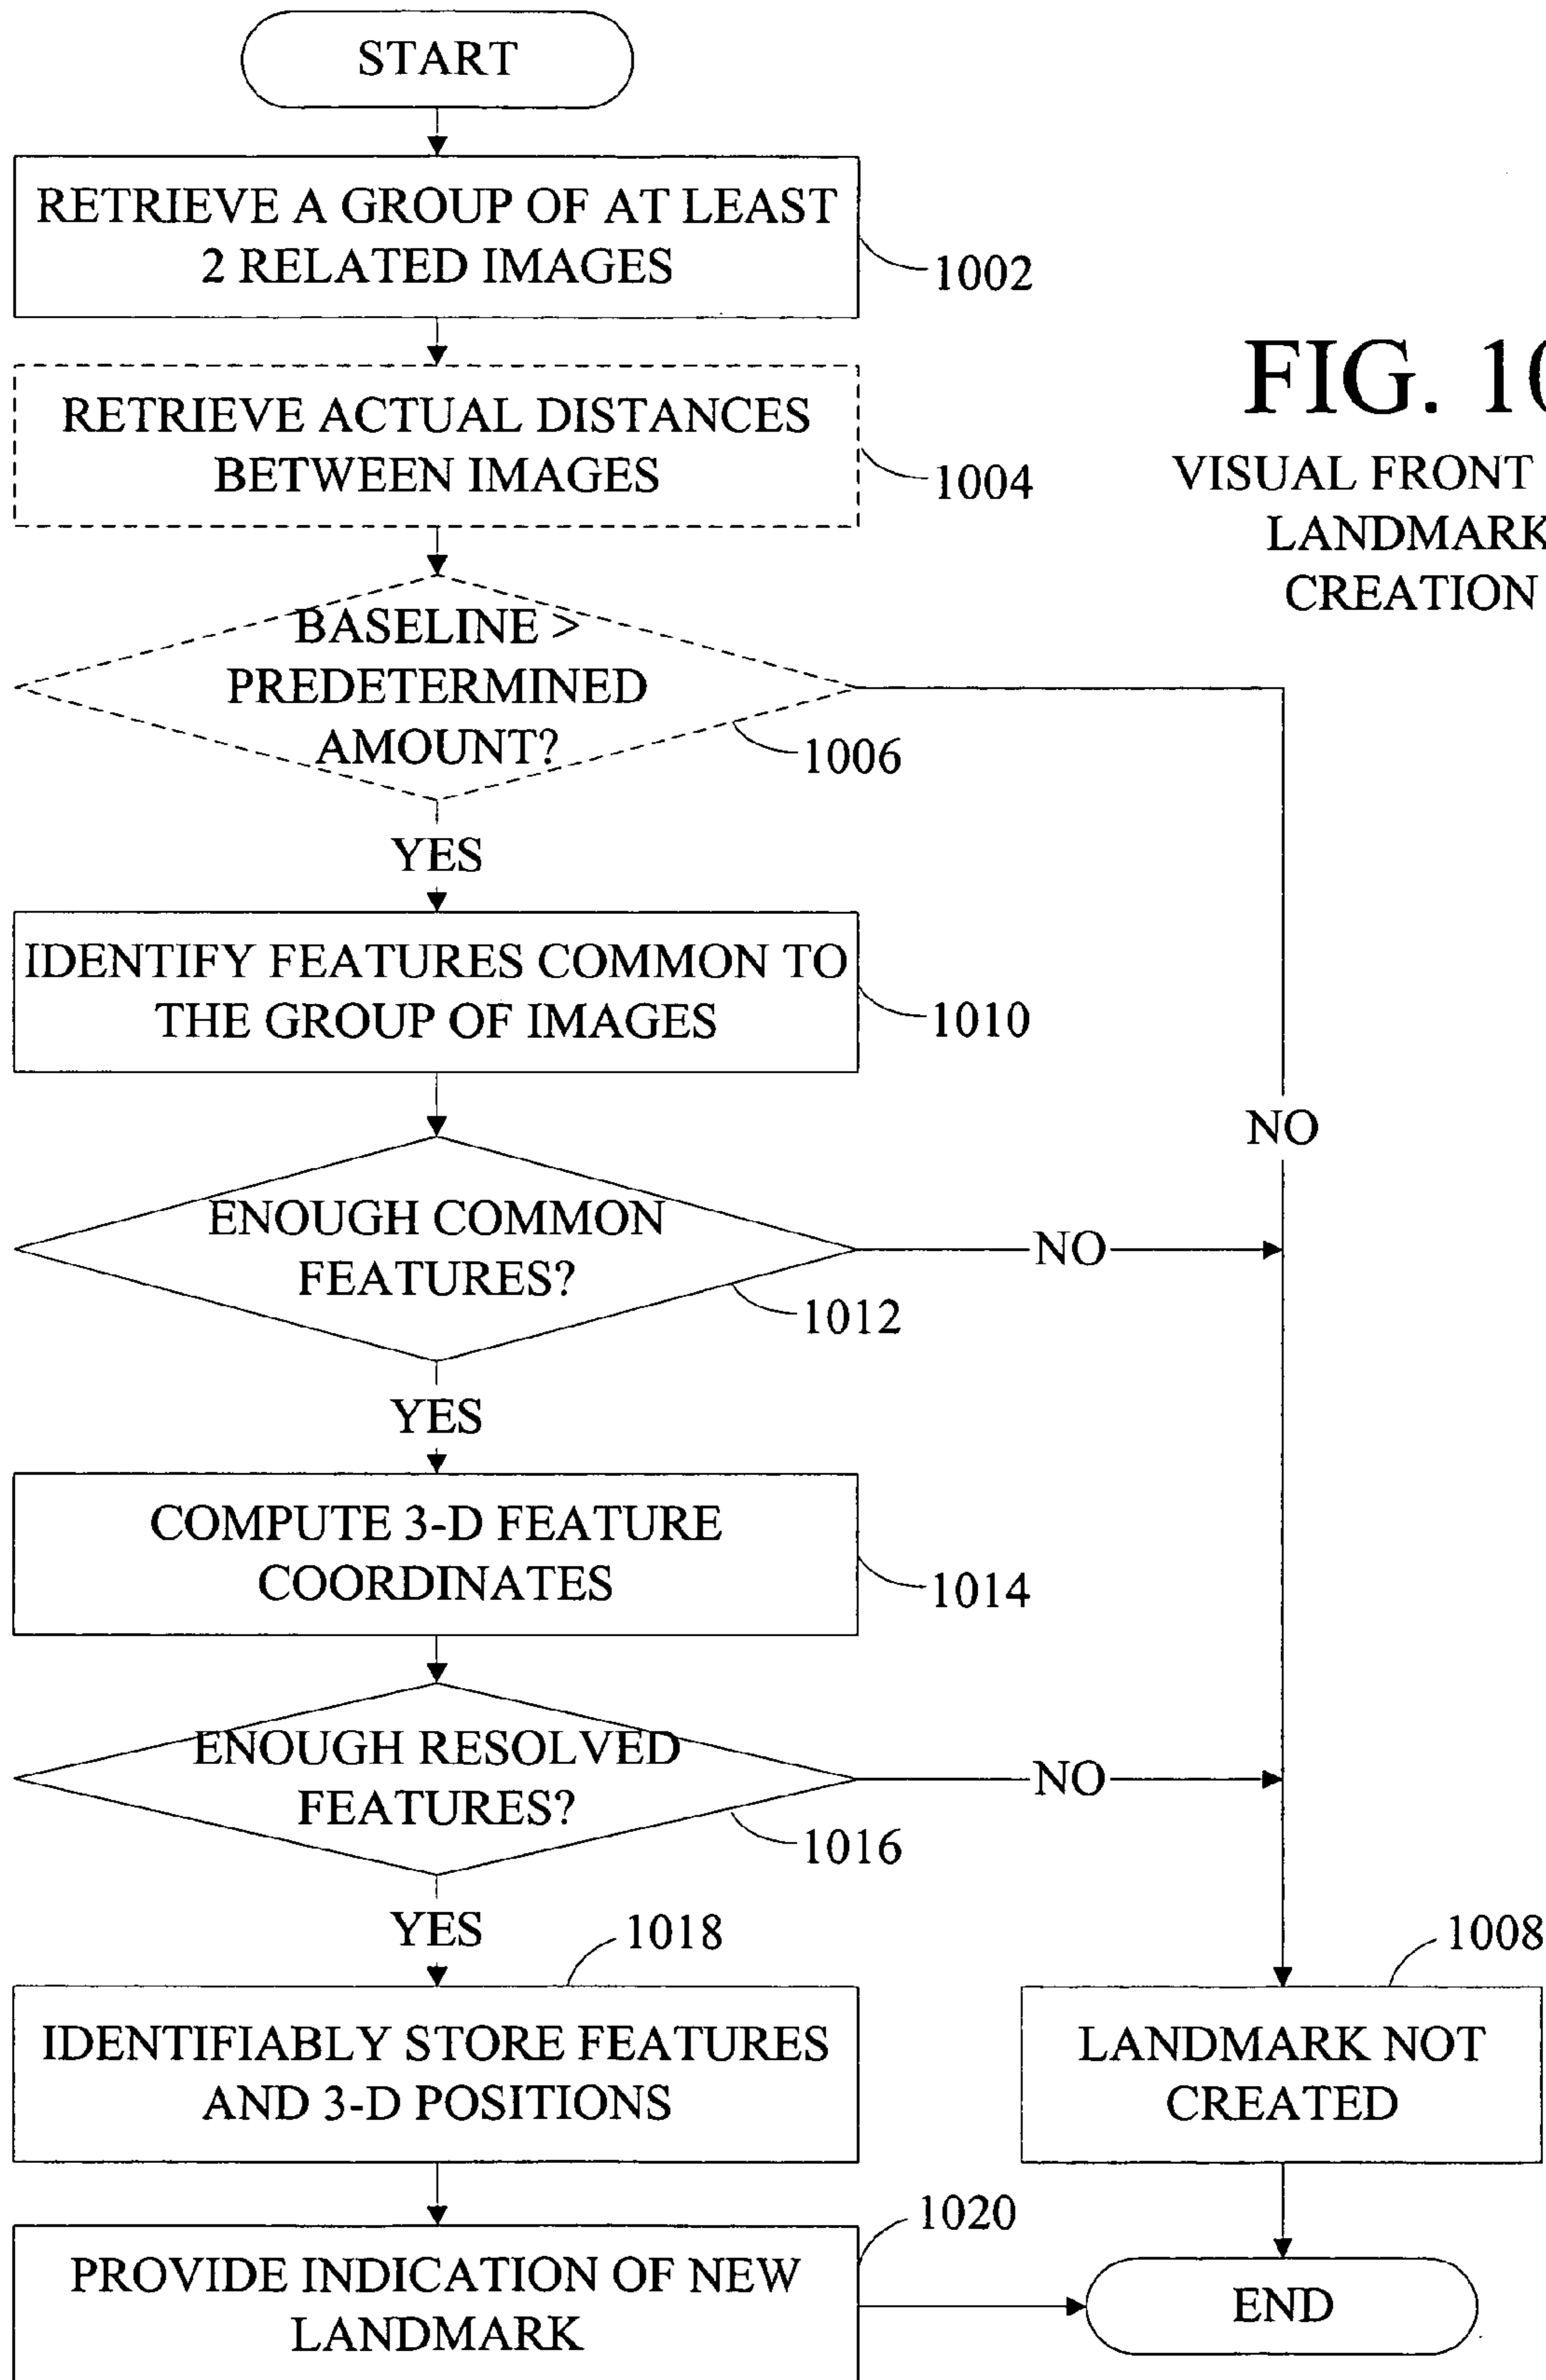 START
RETRIEVE A GROUP OF AT LEAST
2 RELATED IMAGES
1002
RETRIEVE ACTUAL DISTANCES
BETWEEN IMAGES
1004
FIG. 10
VISUAL FRONT
LANDMARK
CREATION
BASELINE >
PREDETERMINED
AMOUNT?
1006
YES
IDENTIFY FEATURES COMMON TO
THE GROUP OF IMAGES
1010
NO
ENOUGH COMMON
FEATURES?
NO
1012
YES
COMPUTE 3-D FEATURE
COORDINATES
1014
ENOUGH RESOLVED
FEATURES?
NO
1016
YES
1018
1008
IDENTIFIABLY STORE FEATURES
AND 3-D POSITIONS
LANDMARK NOT
CREATED
1020
PROVIDE INDICATION OF NEW
LANDMARK
END